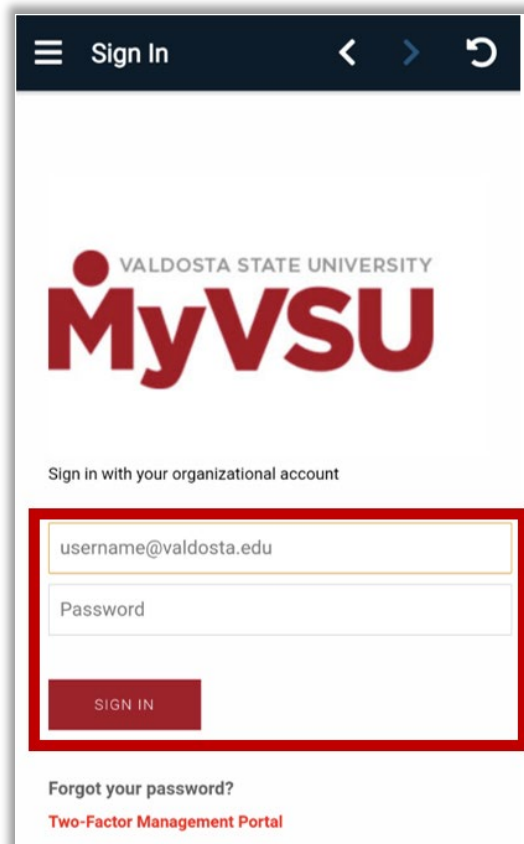 Sign In
VALDOSTA STATE UNIVERSITY
MyVSU
Sign in with your organizational account
username@valdosta.edu
Password
SIGN IN
Forgot your password?
Two-Factor Management Portal